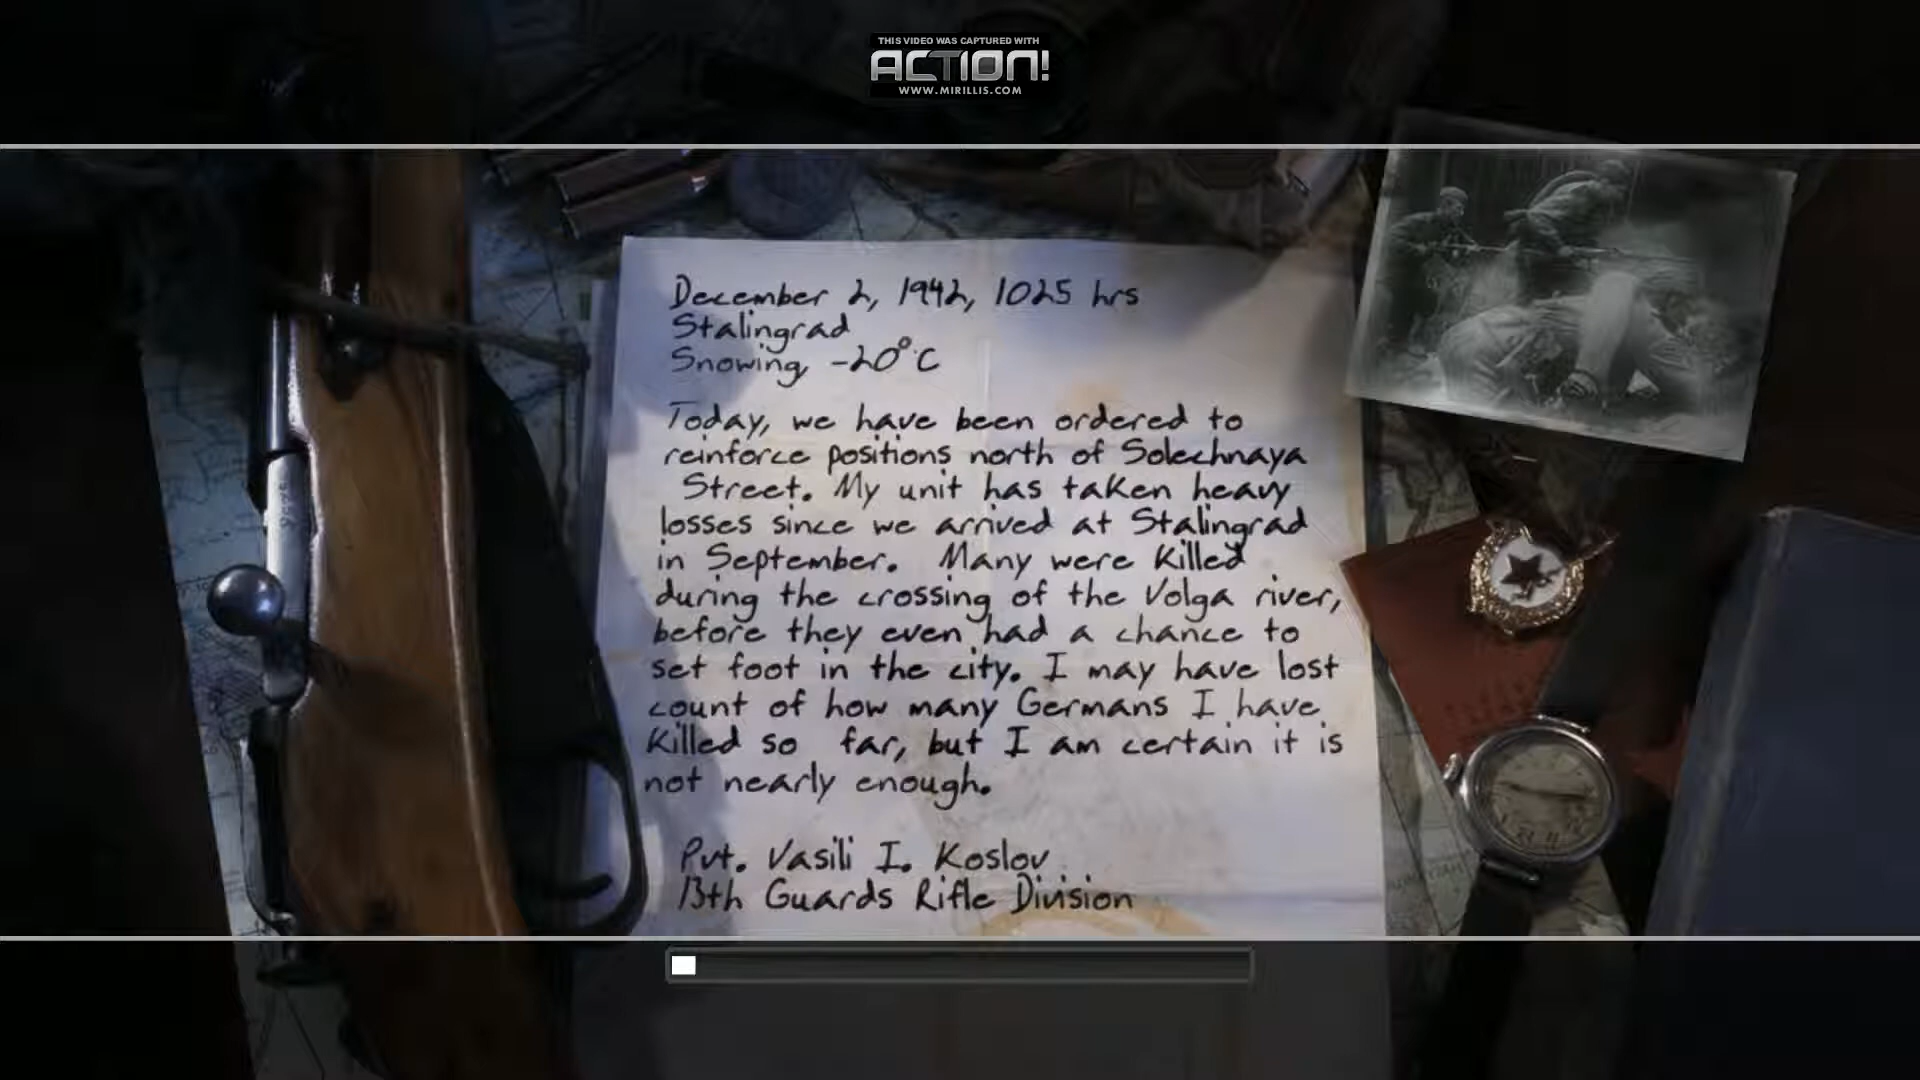 THIS VIDEO WAS CAPTURED WITH
ACTION!
WWW.MIRILLIS.COM
December 2, 1942, 1025 hrs
Stalingrad
Snowing, -20°C
Today, we have been ordered to
reinforce positions north of Solechnaya
Street. My unit has taken heavy
losses since we arrived at Stalingrad
in September. Many were killed
during the crossing of the Volga river,
before they even had a chance to
set foot in the city. I may have lost
count of how many Germans I have
killed so far, but I am certain it is
not nearly enough.
Pvt. Vasili I. Koslov
13th Guards Rifle Division